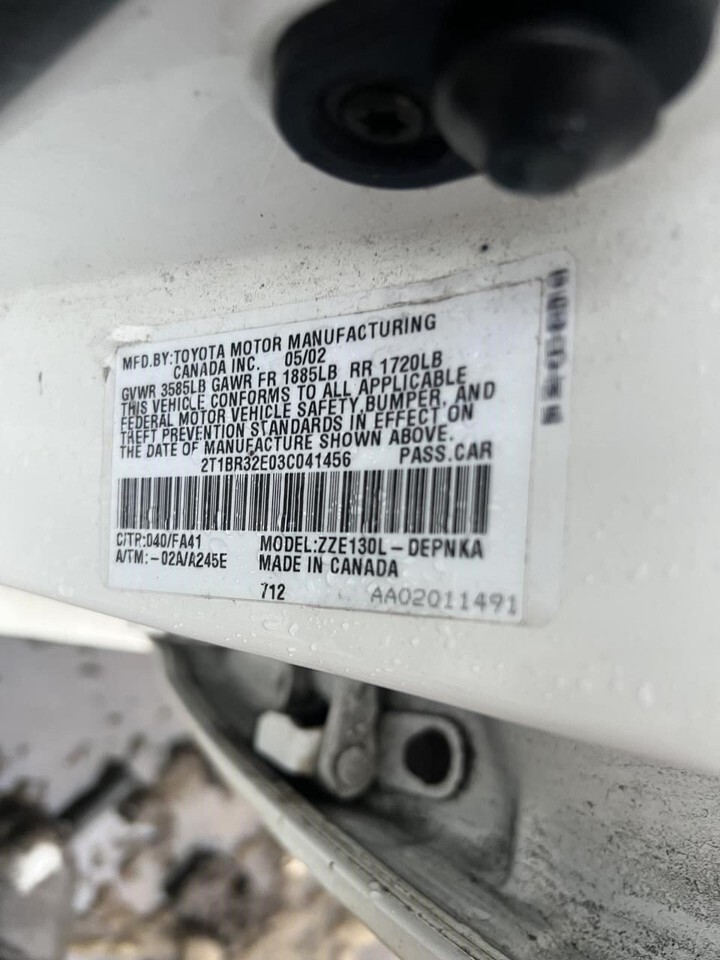 MFD.BY:TOYOTA MOTOR MANUFACTURING
CANADA INC. 05/02
GVWR 3585LB GAWR FR 1885LB RR 1720LB
THIS VEHICLE CONFORMS TO ALL APPLICABLE
FEDERAL MOTOR VEHICLE SAFETY,BUMPER, AND
THEFT PREVENTION STANDARDS IN EFFECT ON
THE DATE OF MANUFACTURE SHOWN ABOVE.
2T1BR32E03C041456 PASS.CAR
C/TR:040/FA41 MODEL:ZZE130L-DEPNKA
A/TM:-02A/A245E MADE IN CANADA
712 AA02011491